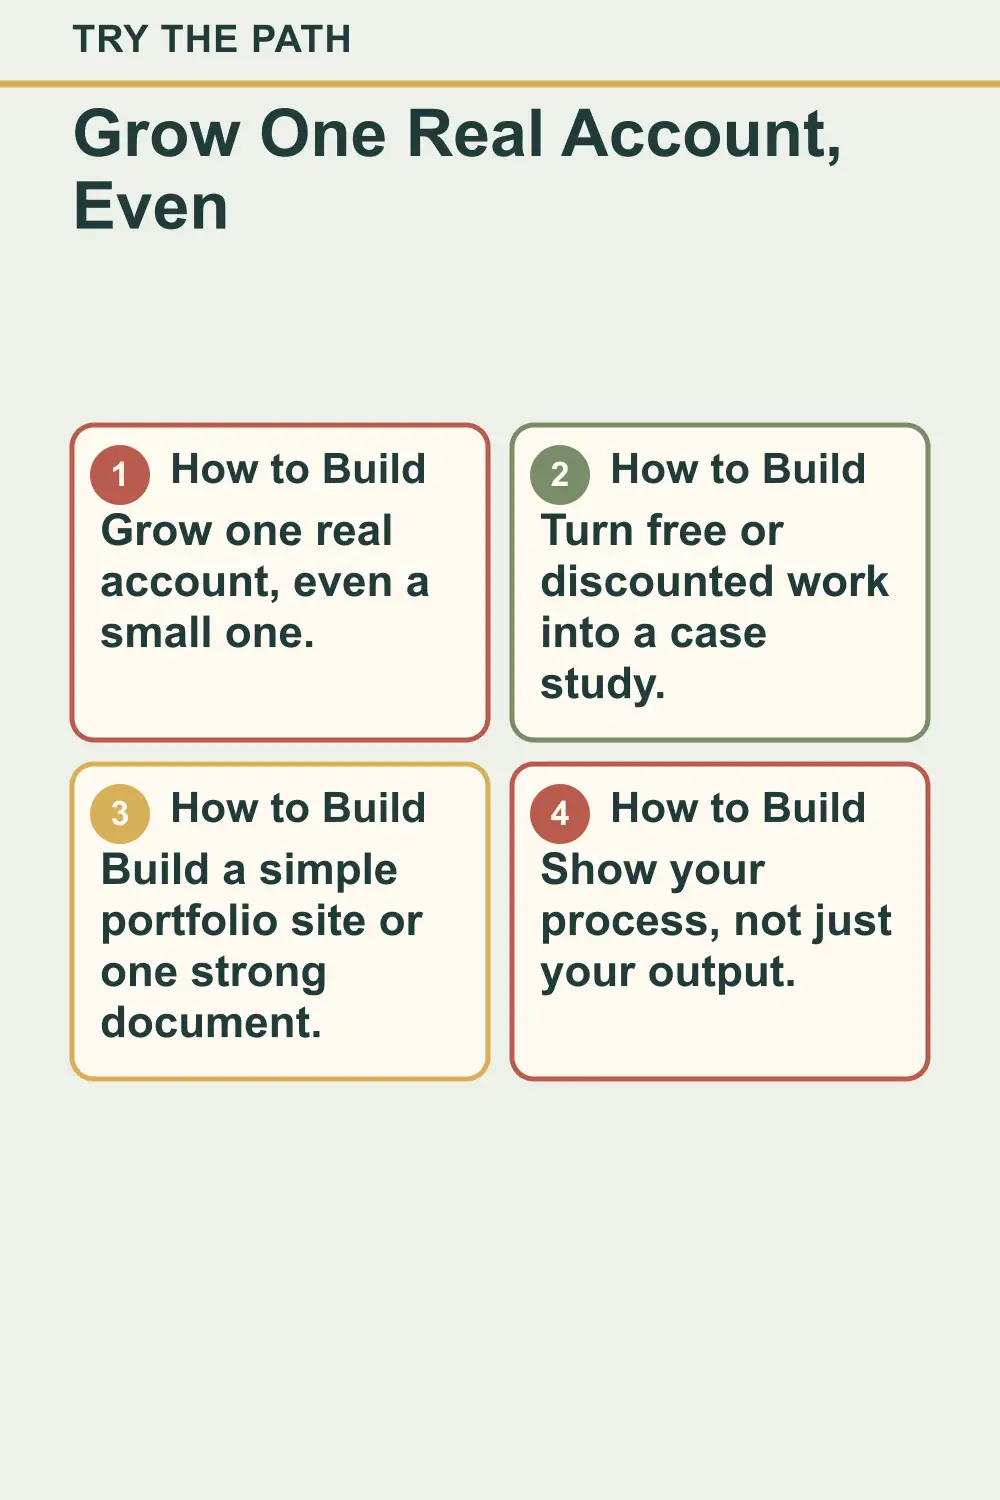 TRY THE PATH
Grow One Real Account,
Even
1 How to Build
Grow one real
account, even a
small one.
2 How to Build
Turn free or
discounted work
into a case
study.
3 How to Build
Build a simple
portfolio site or
one strong
document.
4 How to Build
Show your
process, not just
your output.